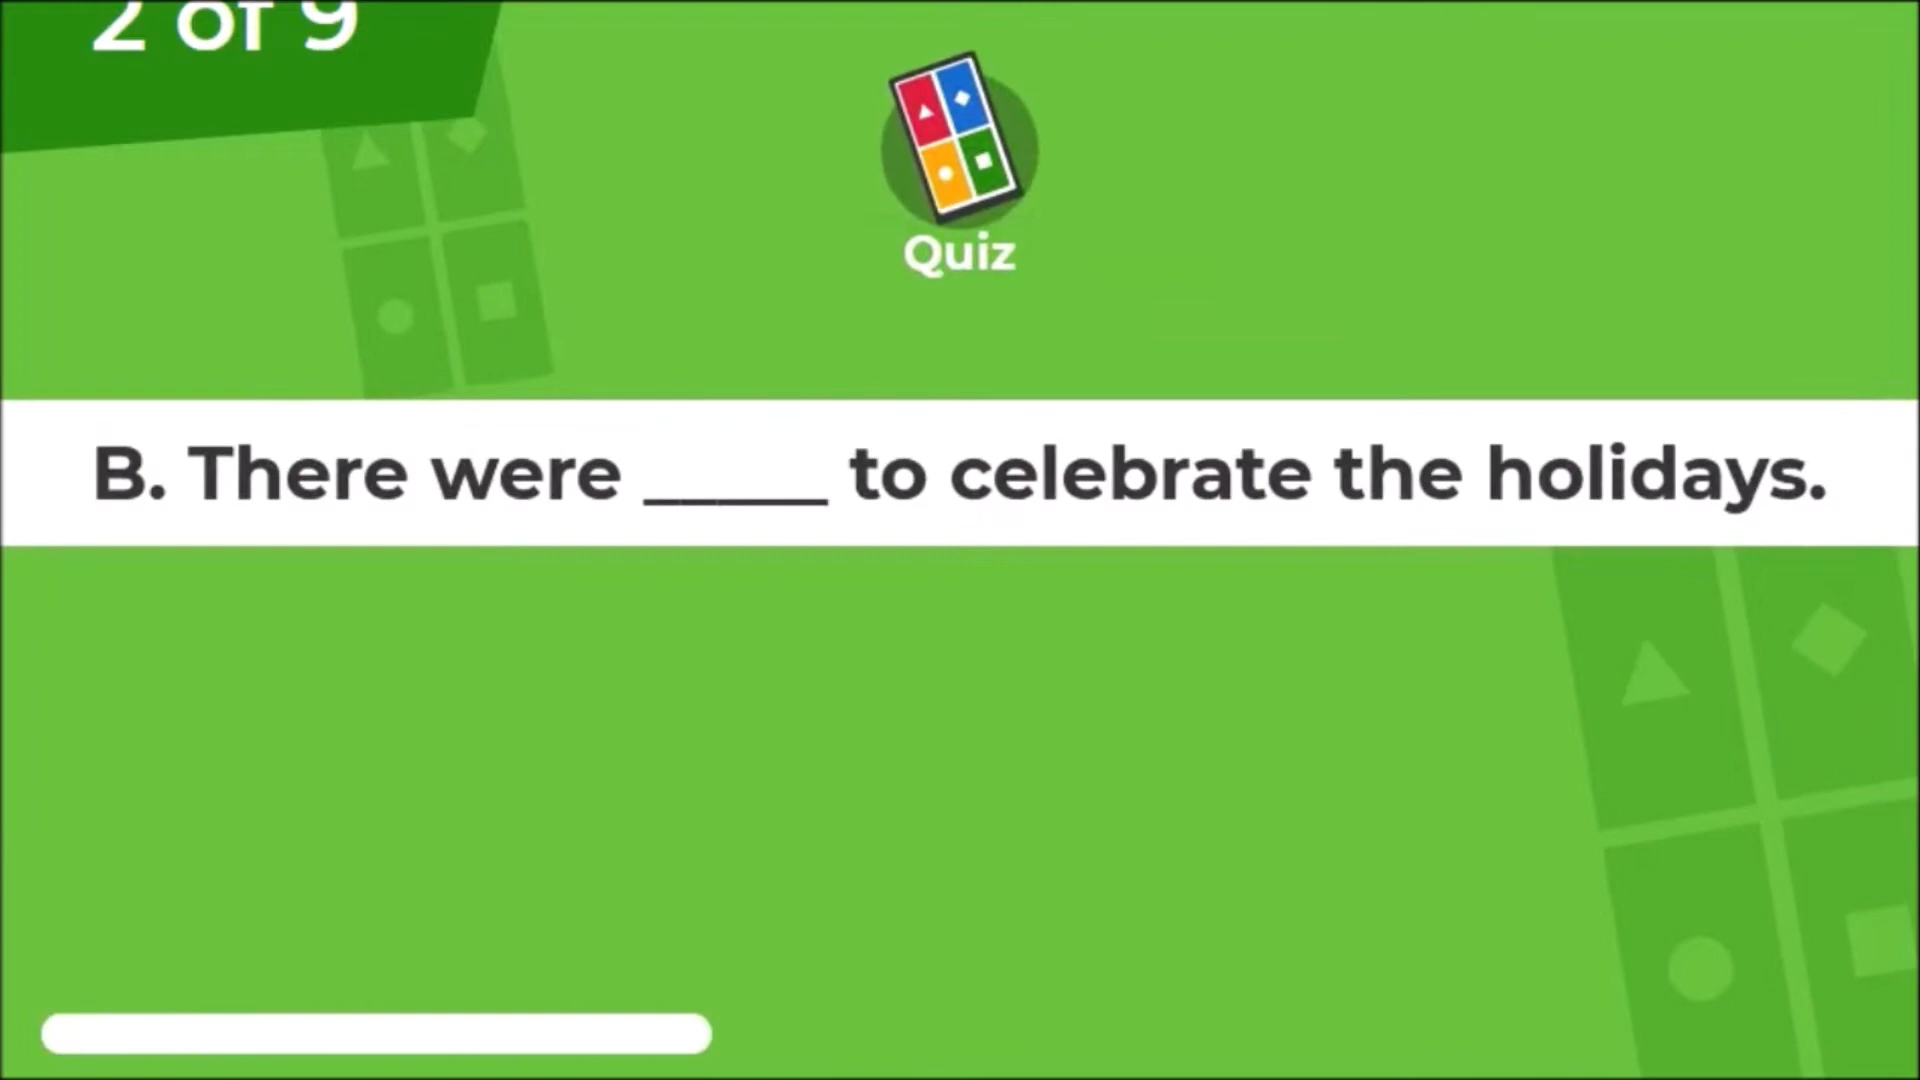 2 of 9
Quiz
B. There were _____ to celebrate the holidays.